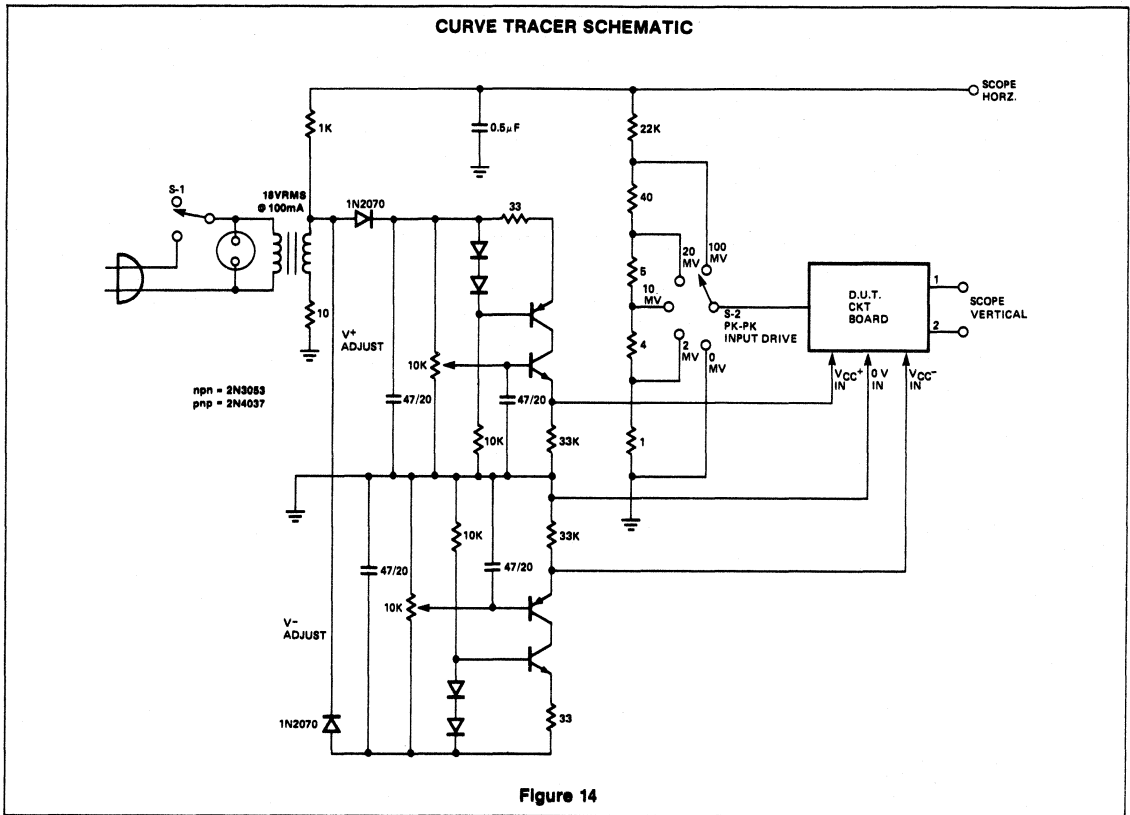 CURVE TRACER SCHEMATIC
SCOPE
HORZ.
1K
0.5μF
22K
S-1
18VRMS
@ 100mA
1N2070
33
40
20
MV
100
MV
5
10
MV
S-2
PK-PK
INPUT DRIVE
D.U.T.
CKT
BOARD
1
2
SCOPE
VERTICAL
10
V+
ADJUST
10K
4
2
MV
0
MV
VCC+
IN
0 V
IN
VCC-
IN
npn = 2N3053
pnp = 2N4037
47/20
47/20
10K
33K
1
10K
33K
47/20
47/20
10K
V-
ADJUST
1N2070
33
Figure 14